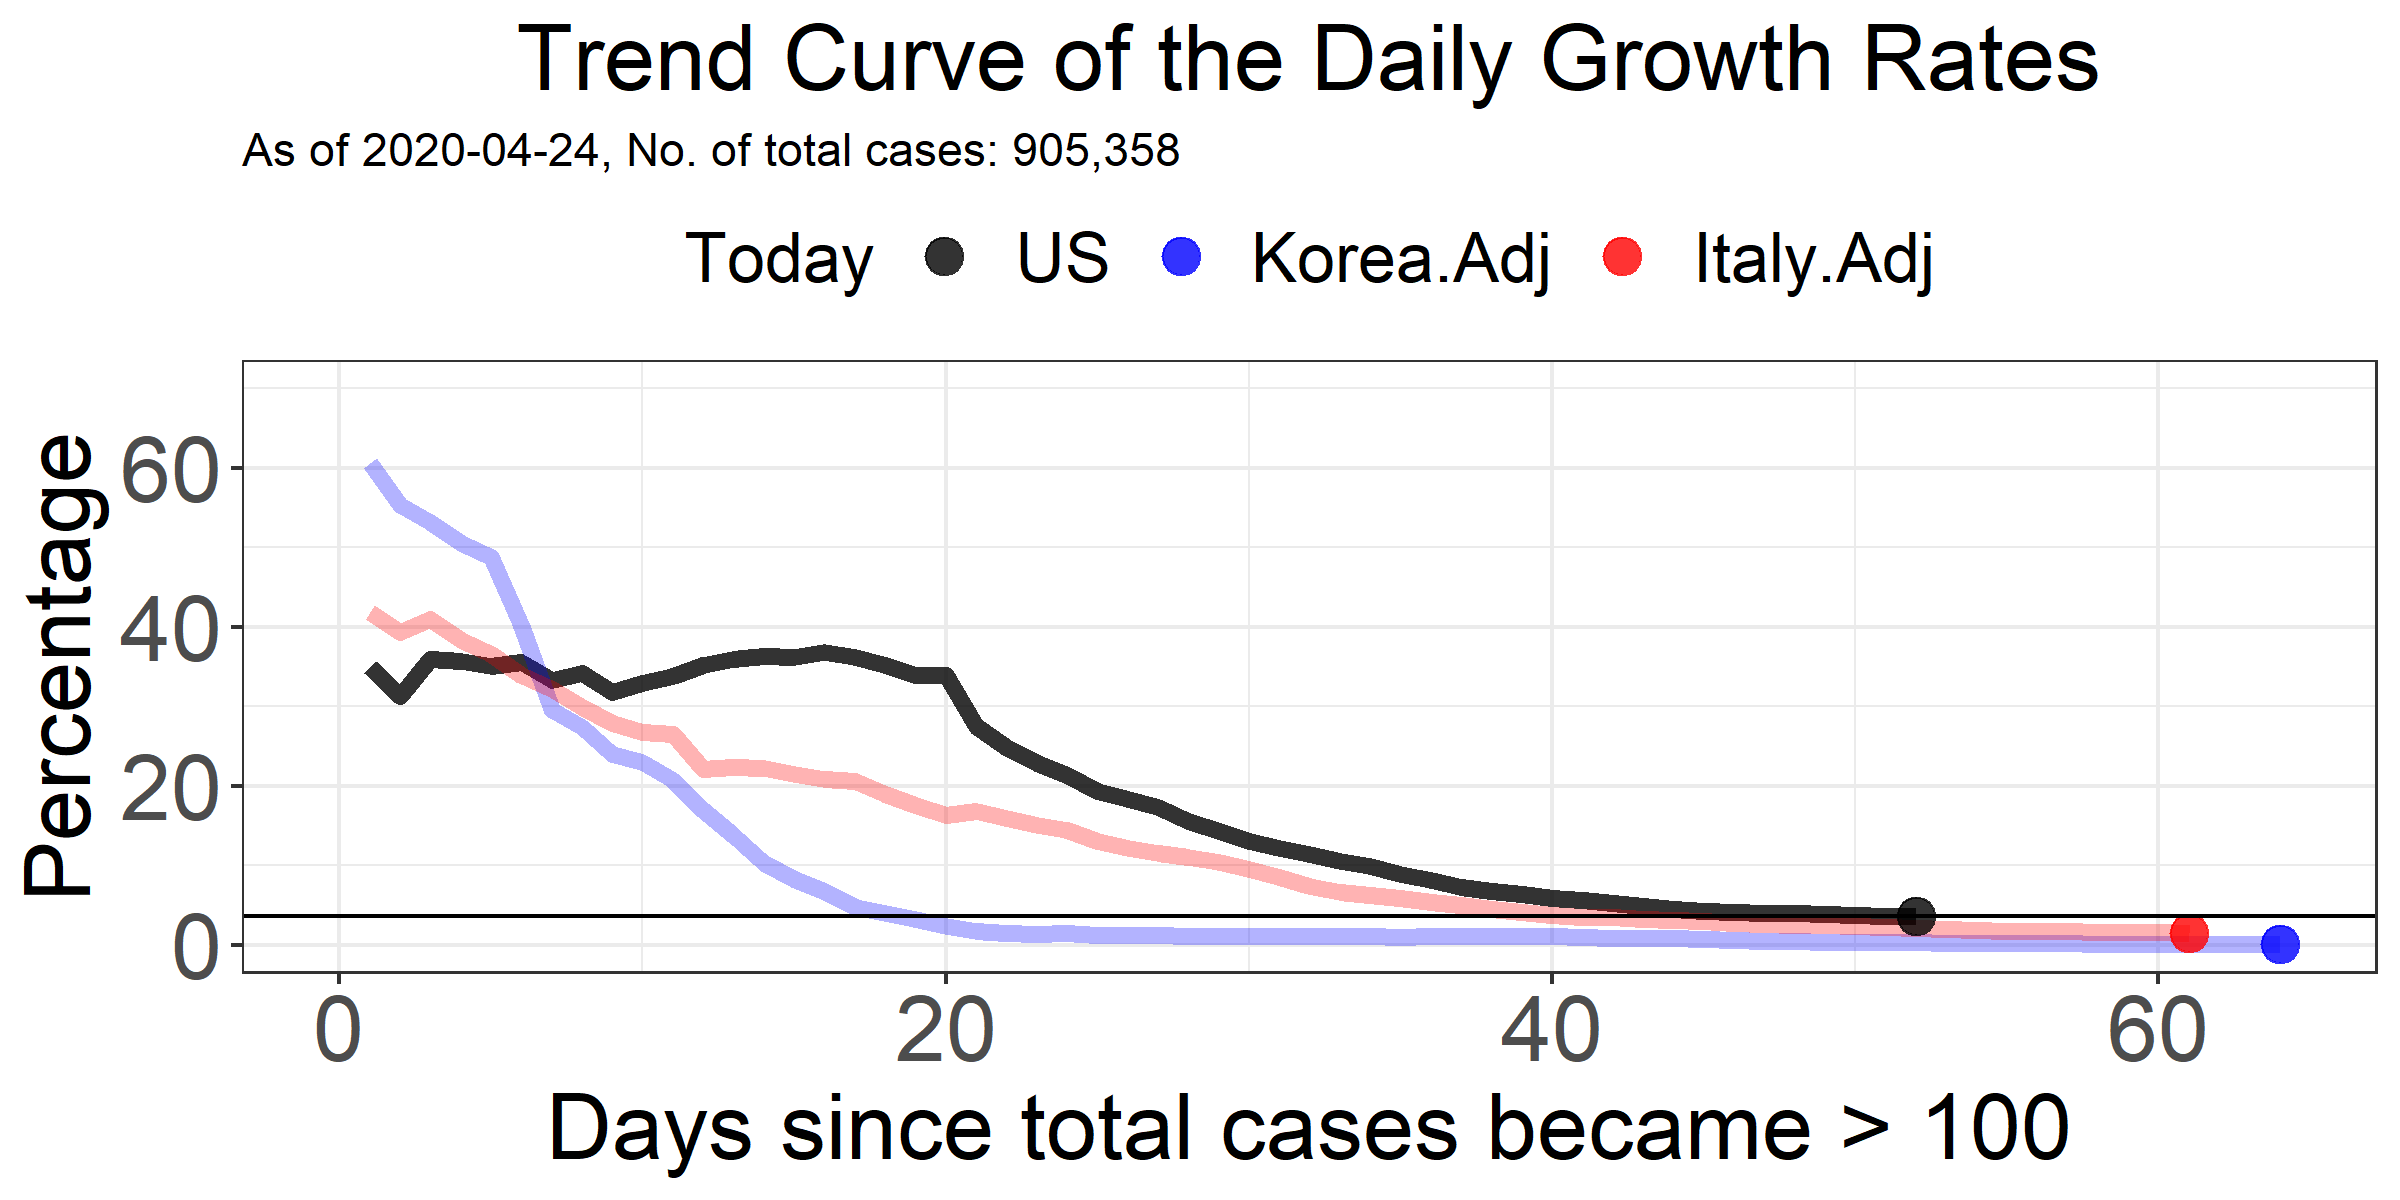 Trend Curve of the Daily Growth Rates
As of 2020-04-24, No. of total cases: 905,358
Today US Korea.Adj Italy.Adj
Percentage
60
40
20
0
0 20 40 60
Days since total cases became > 100